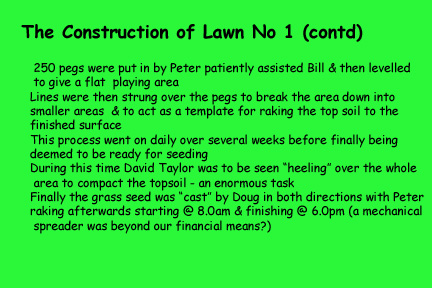 The Construction of Lawn No 1 (contd)
250 pegs were put in by Peter patiently assisted Bill & then levelled
to give a flat playing area
Lines were then strung over the pegs to break the area down into
smaller areas & to act as a template for raking the top soil to the
finished surface
This process went on daily over several weeks before finally being
deemed to be ready for seeding
During this time David Taylor was to be seen “heeling” over the whole
area to compact the topsoil - an enormous task
Finally the grass seed was “cast” by Doug in both directions with Peter
raking afterwards starting @ 8.0am & finishing @ 6.0pm (a mechanical
spreader was beyond our financial means?)